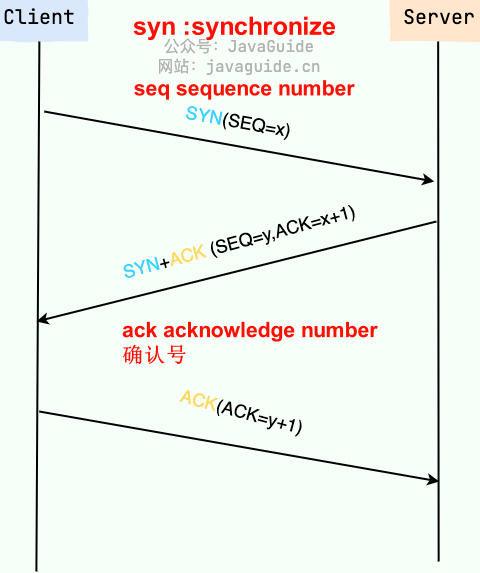 Client
Server
syn :synchronize
公众号：JavaGuide
网站：javaguide.cn
seq sequence number
SYN(SEQ=x)
SYN+ACK (SEQ=y,ACK=x+1)
ack acknowledge number
确认号
ACK(ACK=y+1)